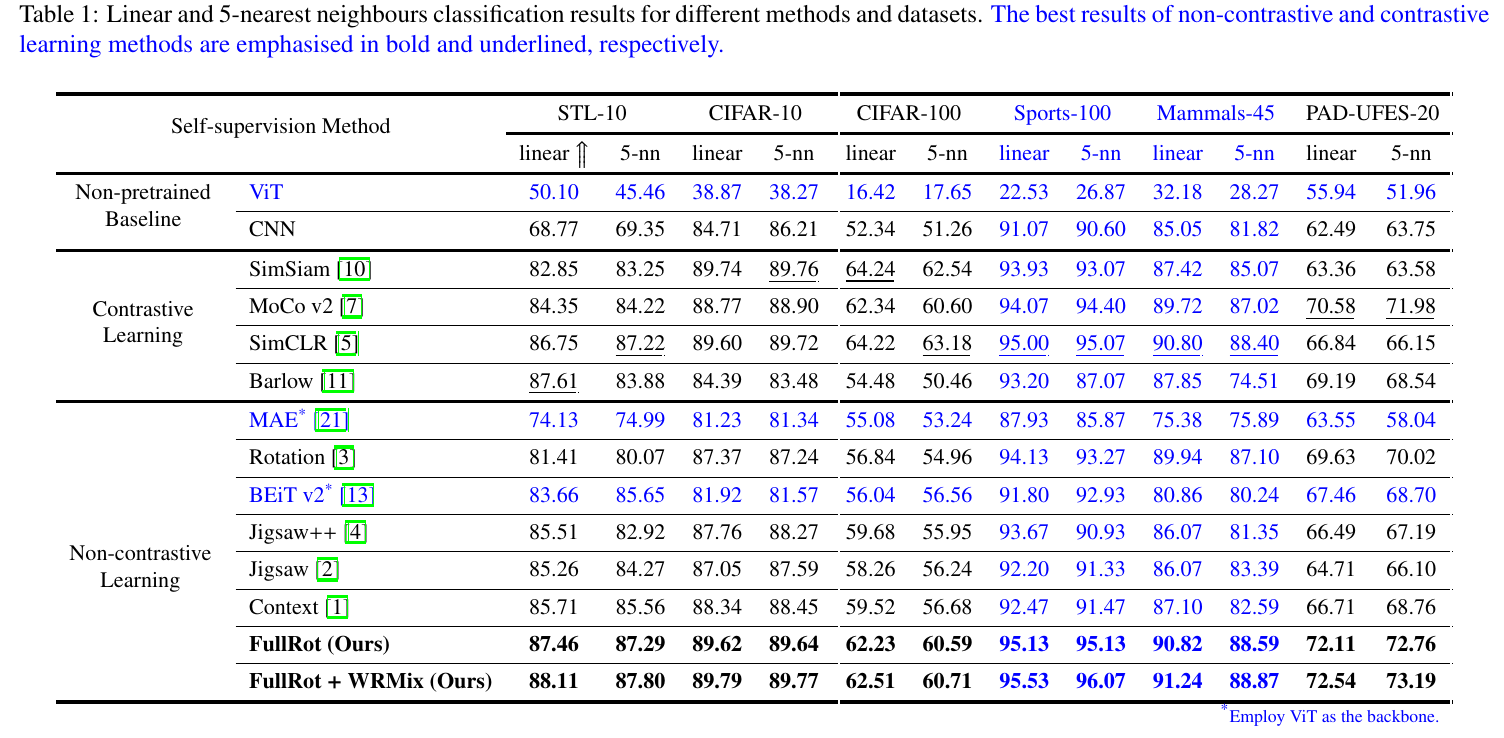 Table 1: Linear and 5-nearest neighbours classification results for different methods and datasets. The best results of non-contrastive and contrastive
learning methods are emphasised in bold and underlined, respectively.
Self-supervision Method STL-10 CIFAR-10 CIFAR-100 Sports-100 Mammals-45 PAD-UFES-20
linear ⇑ 5-nn linear 5-nn linear 5-nn linear 5-nn linear 5-nn linear 5-nn
Non-pretrained Baseline
ViT 50.10 45.46 38.87 38.27 16.42 17.65 22.53 26.87 32.18 28.27 55.94 51.96
CNN 68.77 69.35 84.71 86.21 52.34 51.26 91.07 90.60 85.05 81.82 62.49 63.75
Contrastive Learning
SimSiam [10] 82.85 83.25 89.74 89.76 64.24 62.54 93.93 93.07 87.42 85.07 63.36 63.58
MoCo v2 [7] 84.35 84.22 88.77 88.90 62.34 60.60 94.07 94.40 89.72 87.02 70.58 71.98
SimCLR [5] 86.75 87.22 89.60 89.72 64.22 63.18 95.00 95.07 90.80 88.40 66.84 66.15
Barlow [11] 87.61 83.88 84.39 83.48 54.48 50.46 93.20 87.07 87.85 74.51 69.19 68.54
Non-contrastive Learning
MAE* [21] 74.13 74.99 81.23 81.34 55.08 53.24 87.93 85.87 75.38 75.89 63.55 58.04
Rotation [3] 81.41 80.07 87.37 87.24 56.84 54.96 94.13 93.27 89.94 87.10 69.63 70.02
BEiT v2* [13] 83.66 85.65 81.92 81.57 56.04 56.56 91.80 92.93 80.86 80.24 67.46 68.70
Jigsaw++ [4] 85.51 82.92 87.76 88.27 59.68 55.95 93.67 90.93 86.07 81.35 66.49 67.19
Jigsaw [2] 85.26 84.27 87.05 87.59 58.26 56.24 92.20 91.33 86.07 83.39 64.71 66.10
Context [1] 85.71 85.56 88.34 88.45 59.52 56.68 92.47 91.47 87.10 82.59 66.71 68.76
FullRot (Ours) 87.46 87.29 89.62 89.64 62.23 60.59 95.13 95.13 90.82 88.59 72.11 72.76
FullRot + WRMix (Ours) 88.11 87.80 89.79 89.77 62.51 60.71 95.53 96.07 91.24 88.87 72.54 73.19
*Employ ViT as the backbone.